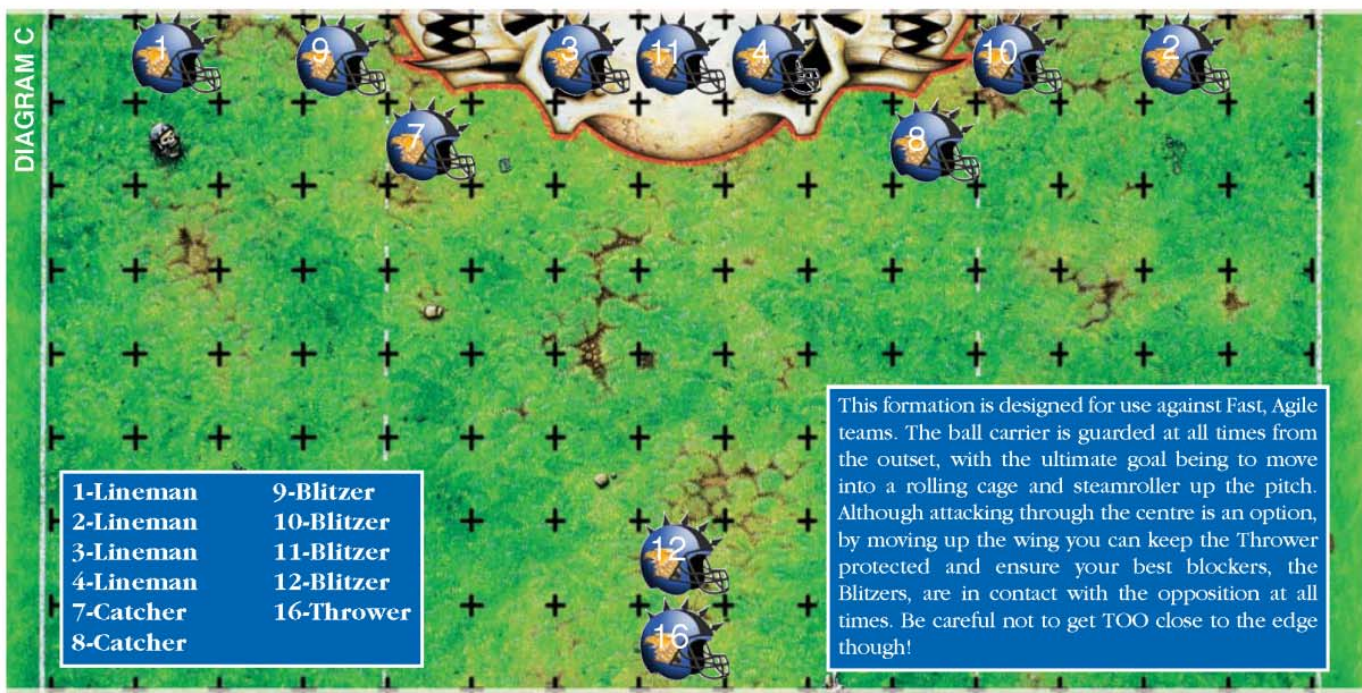 DIAGRAM C
1
9
3
11
4
10
2
7
8
12
16
1-Lineman
2-Lineman
3-Lineman
4-Lineman
7-Catcher
8-Catcher
9-Blitzer
10-Blitzer
11-Blitzer
12-Blitzer
16-Thrower
This formation is designed for use against Fast, Agile
teams. The ball carrier is guarded at all times from
the outset, with the ultimate goal being to move
into a rolling cage and steamroller up the pitch.
Although attacking through the centre is an option,
by moving up the wing you can keep the Thrower
protected and ensure your best blockers, the
Blitzers, are in contact with the opposition at all
times. Be careful not to get TOO close to the edge
though!